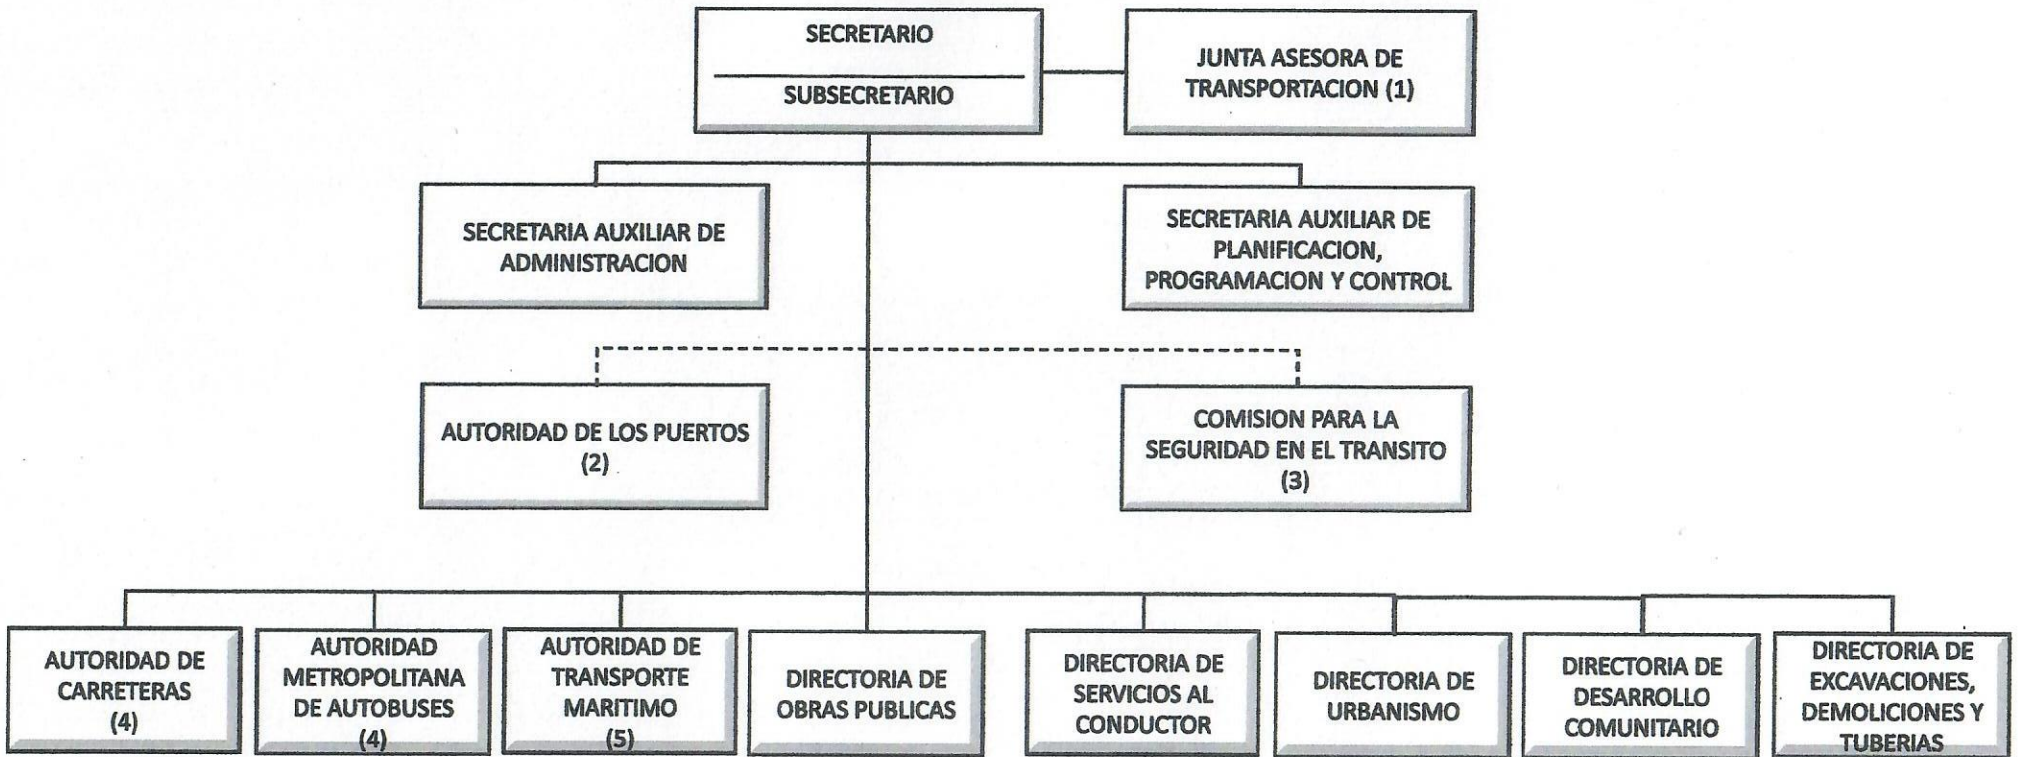 SECRETARIO
SUBSECRETARIO
JUNTA ASESORA DE
TRANSPORTACION (1)
SECRETARIA AUXILIAR DE
ADMINISTRACION
SECRETARIA AUXILIAR DE
PLANIFICACION,
PROGRAMACION Y CONTROL
AUTORIDAD DE LOS PUERTOS
(2)
COMISION PARA LA
SEGURIDAD EN EL TRANSITO
(3)
AUTORIDAD DE
CARRETERAS
(4)
AUTORIDAD
METROPOLITANA
DE AUTOBUSES
(4)
AUTORIDAD DE
TRANSPORTE
MARITIMO
(5)
DIRECTORIA DE
OBRAS PUBLICAS
DIRECTORIA DE
SERVICIOS AL
CONDUCTOR
DIRECTORIA DE
URBANISMO
DIRECTORIA DE
DESARROLLO
COMUNITARIO
DIRECTORIA DE
EXCAVACIONES,
DEMOLICIONES Y
TUBERIAS